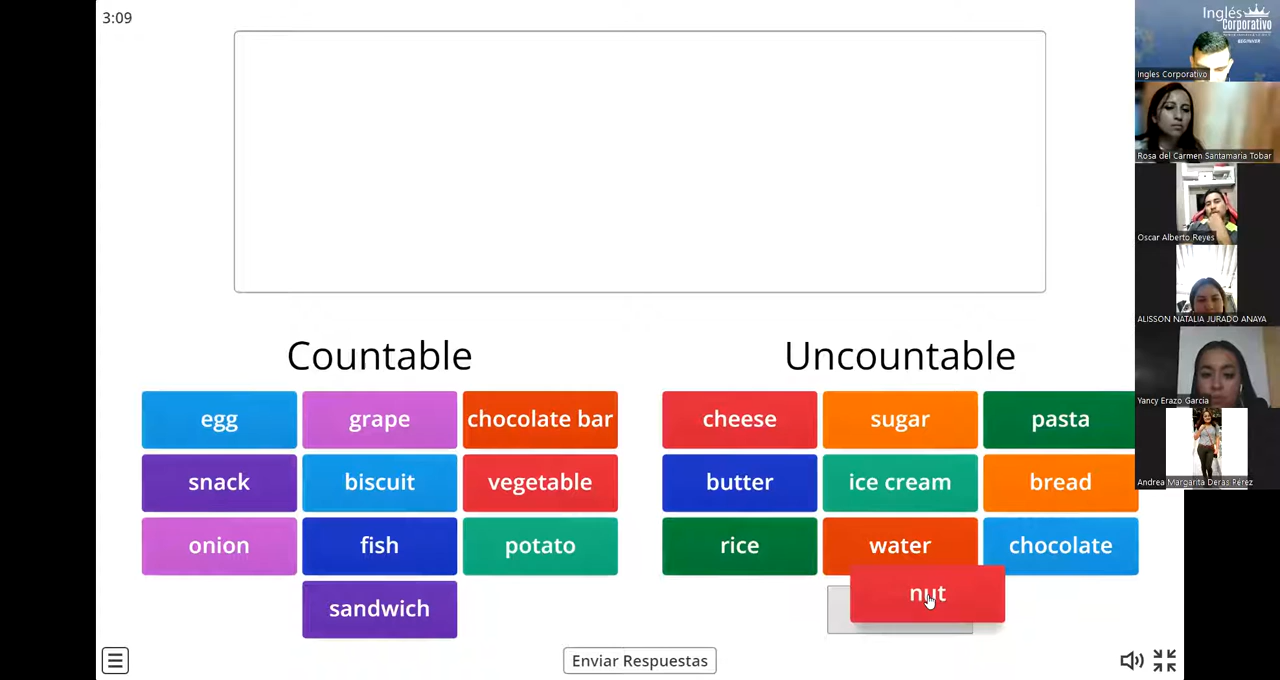 3:09
Countable
Uncountable
egg
grape
chocolate bar
snack
biscuit
vegetable
onion
fish
potato
sandwich
cheese
sugar
pasta
butter
ice cream
bread
rice
water
chocolate
nut
Enviar Respuestas
Inglés
Corporativo
BEGINNER
Ingles Corporativo
Rosa del Carmen Santamaria Tobar
Oscar Alberto Reyes
ALISSON NATALIA JURADO ANAYA
Yancy Erazo Garcia
Andrea Margarita Deras Pérez